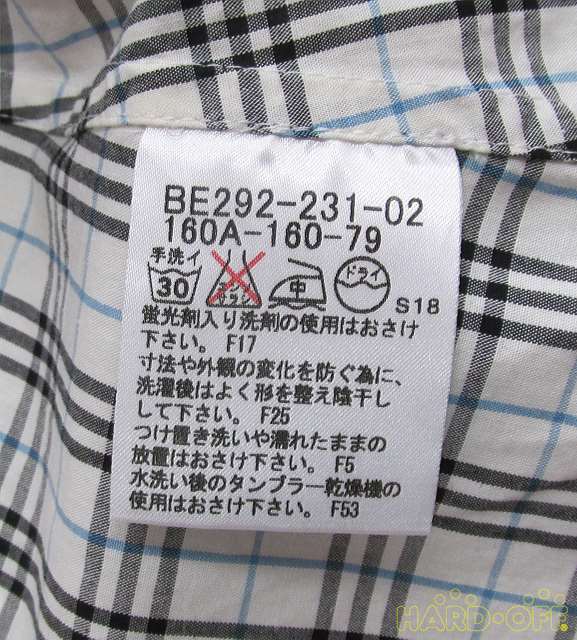 BE292-231-02
160A-160-79
手洗イ
30
エンソ
サラシ
中
ドライ
S18
蛍光剤入り洗剤の使用はおさけ
下さい。 F17
寸法や外観の変化を防ぐ為に、
洗濯後はよく形を整え陰干し
して下さい。 F25
つけ置き洗いや濡れたままの
放置はおさけ下さい。 F5
水洗い後のタンブラー乾燥機の
使用はおさけ下さい。 F53
HARD・OFF